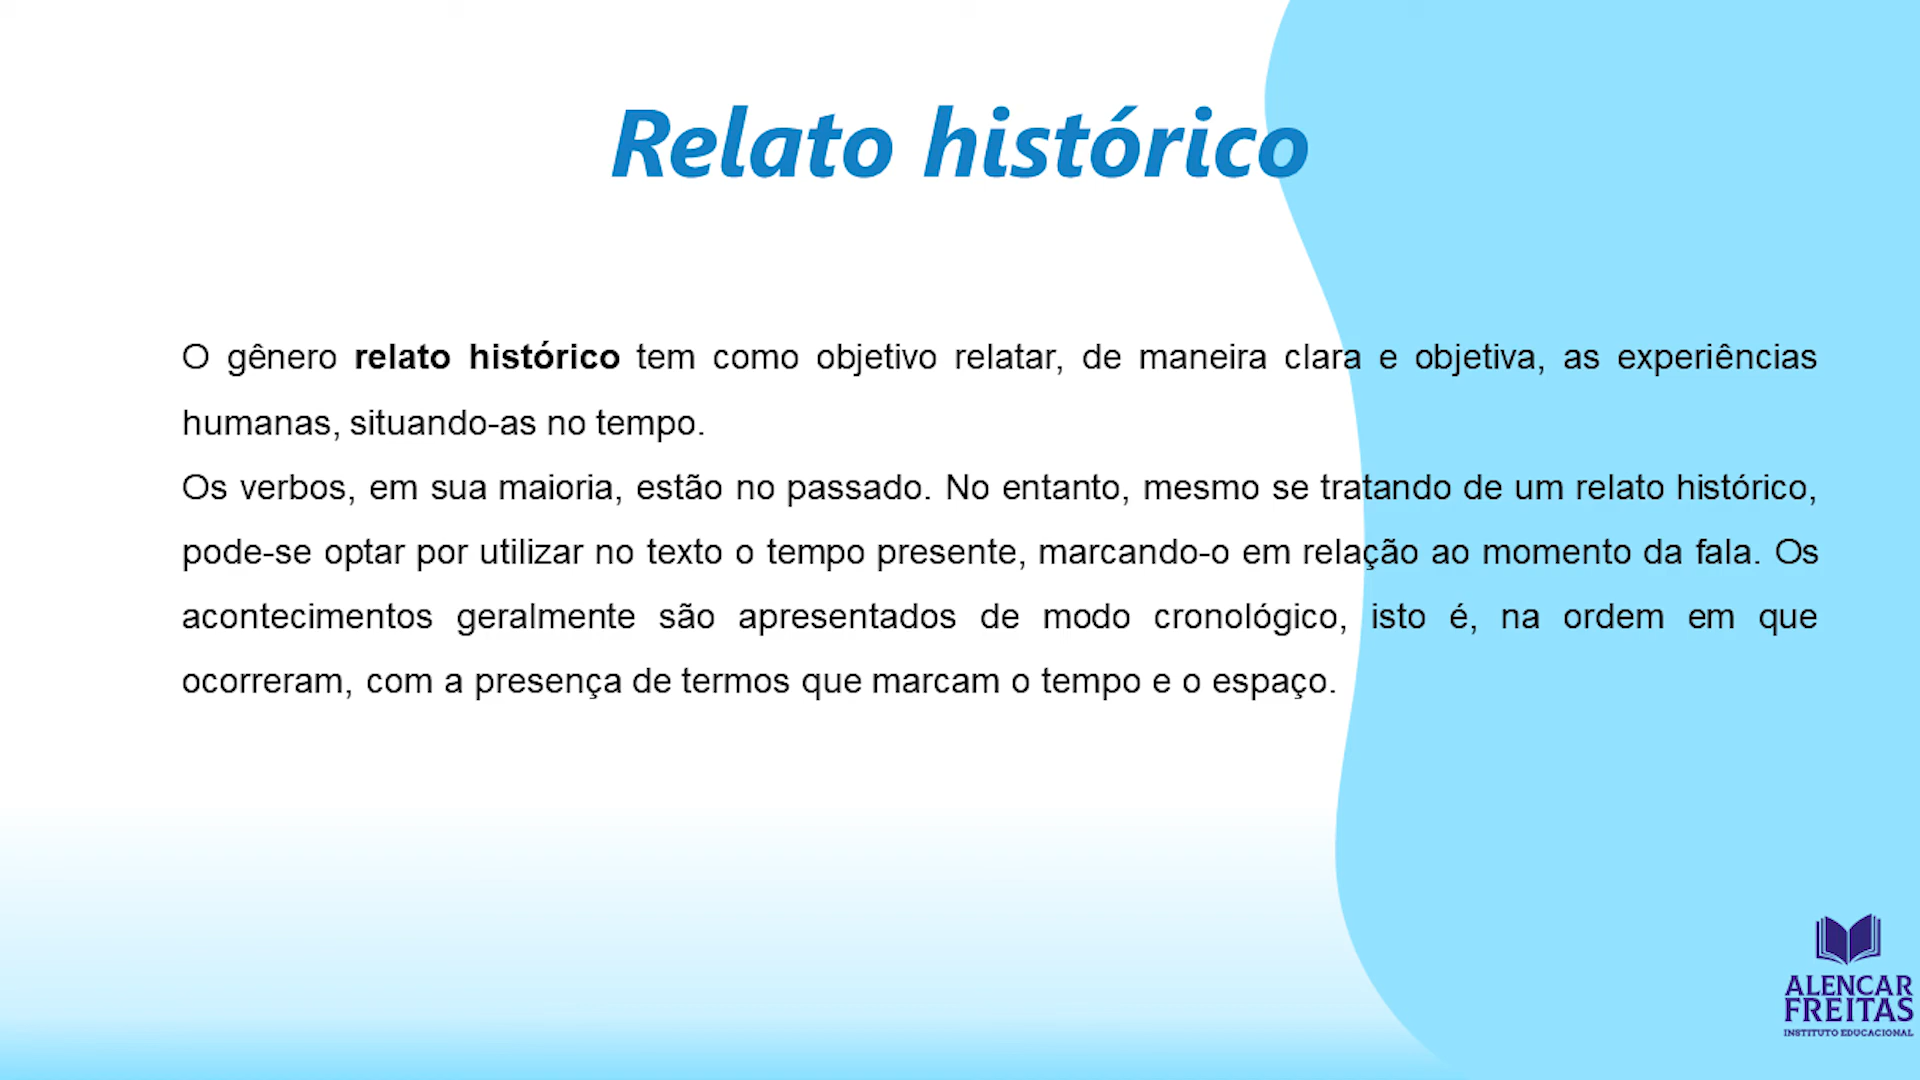 Relato histórico
O gênero relato histórico tem como objetivo relatar, de maneira clara e objetiva, as experiências
humanas, situando-as no tempo.
Os verbos, em sua maioria, estão no passado. No entanto, mesmo se tratando de um relato histórico,
pode-se optar por utilizar no texto o tempo presente, marcando-o em relação ao momento da fala. Os
acontecimentos geralmente são apresentados de modo cronológico, isto é, na ordem em que
ocorreram, com a presença de termos que marcam o tempo e o espaço.
ALENCAR
FREITAS
INSTITUTO EDUCACIONAL